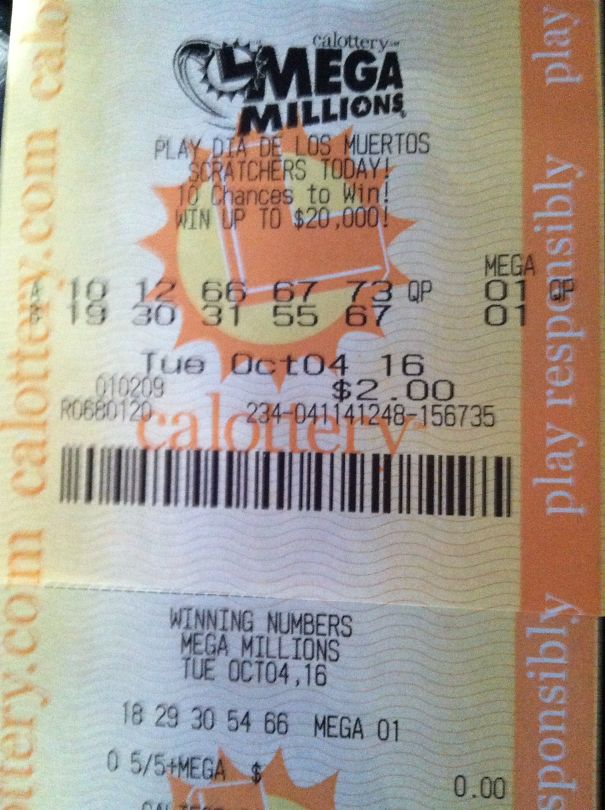 calottery
MEGA
MILLIONS
PLAY DIA DE LOS MUERTOS
SCRATCHERS TODAY!
10 Chances to Win!
WIN UP TO $20,000!
MEGA
10 12 66 67 73 QP 01 QP
19 30 31 55 67 01
Tue Oct04 16
010209 $2.00
R0680120 234-041141248-156735
calottery
WINNING NUMBERS
MEGA MILLIONS
TUE OCT04,16
18 29 30 54 66 MEGA 01
0 5/5+MEGA $ 0.00
calottery.com
play responsibly
play